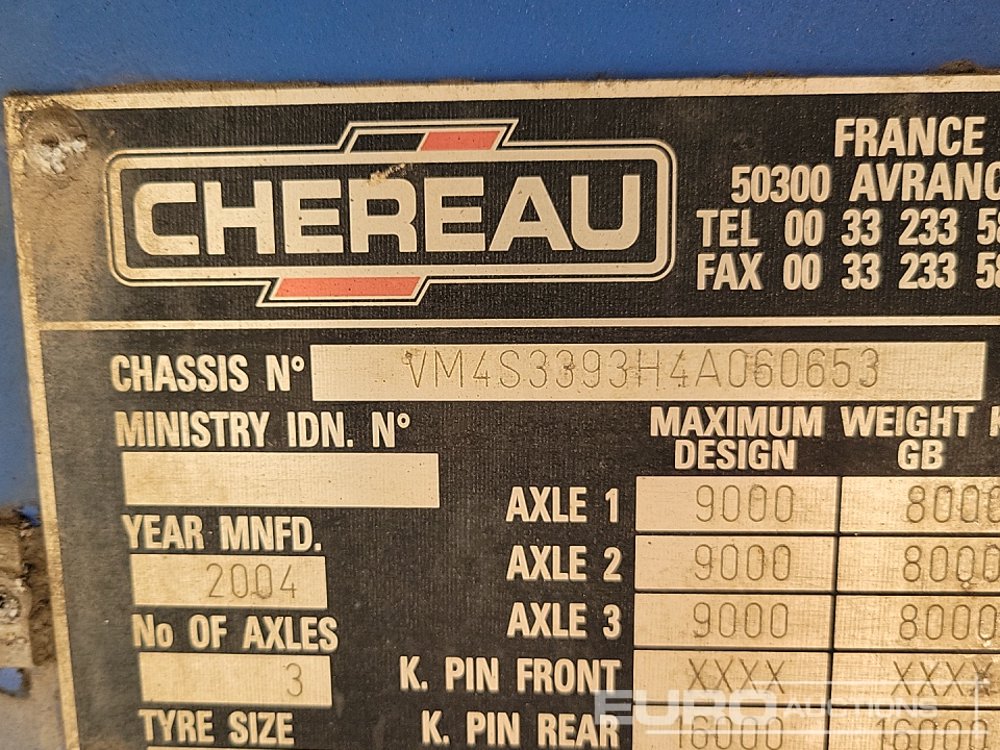 CHEREAU
FRANCE
50300 AVRANC
TEL 00 33 233 58
FAX 00 33 233 58
CHASSIS N° VM4S3393H4A060653
MINISTRY IDN. N°
MAXIMUM WEIGHT
DESIGN GB
AXLE 1 9000 8000
YEAR MNFD.
2004
AXLE 2 9000 8000
No OF AXLES
3
AXLE 3 9000 8000
K. PIN FRONT XXXX XXXX
TYRE SIZE
K. PIN REAR 16000 16000
EURO AUCTIONS